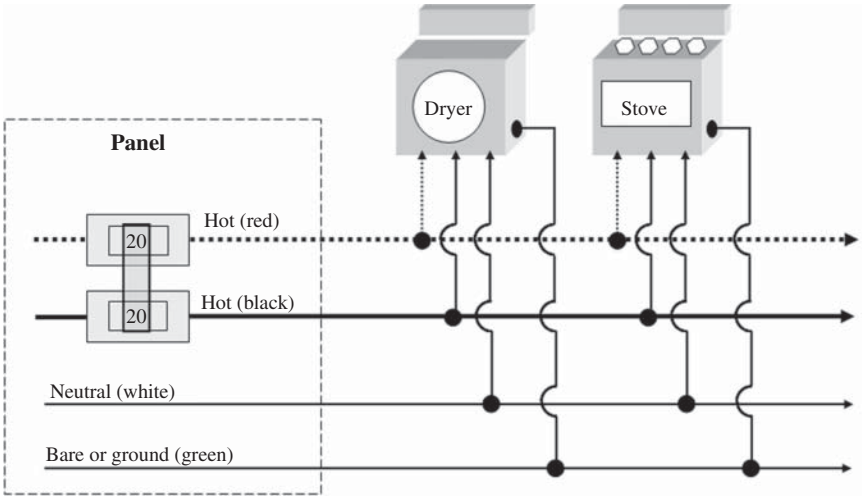 Dryer
Stove
Panel
Hot (red)
20
Hot (black)
20
Neutral (white)
Bare or ground (green)